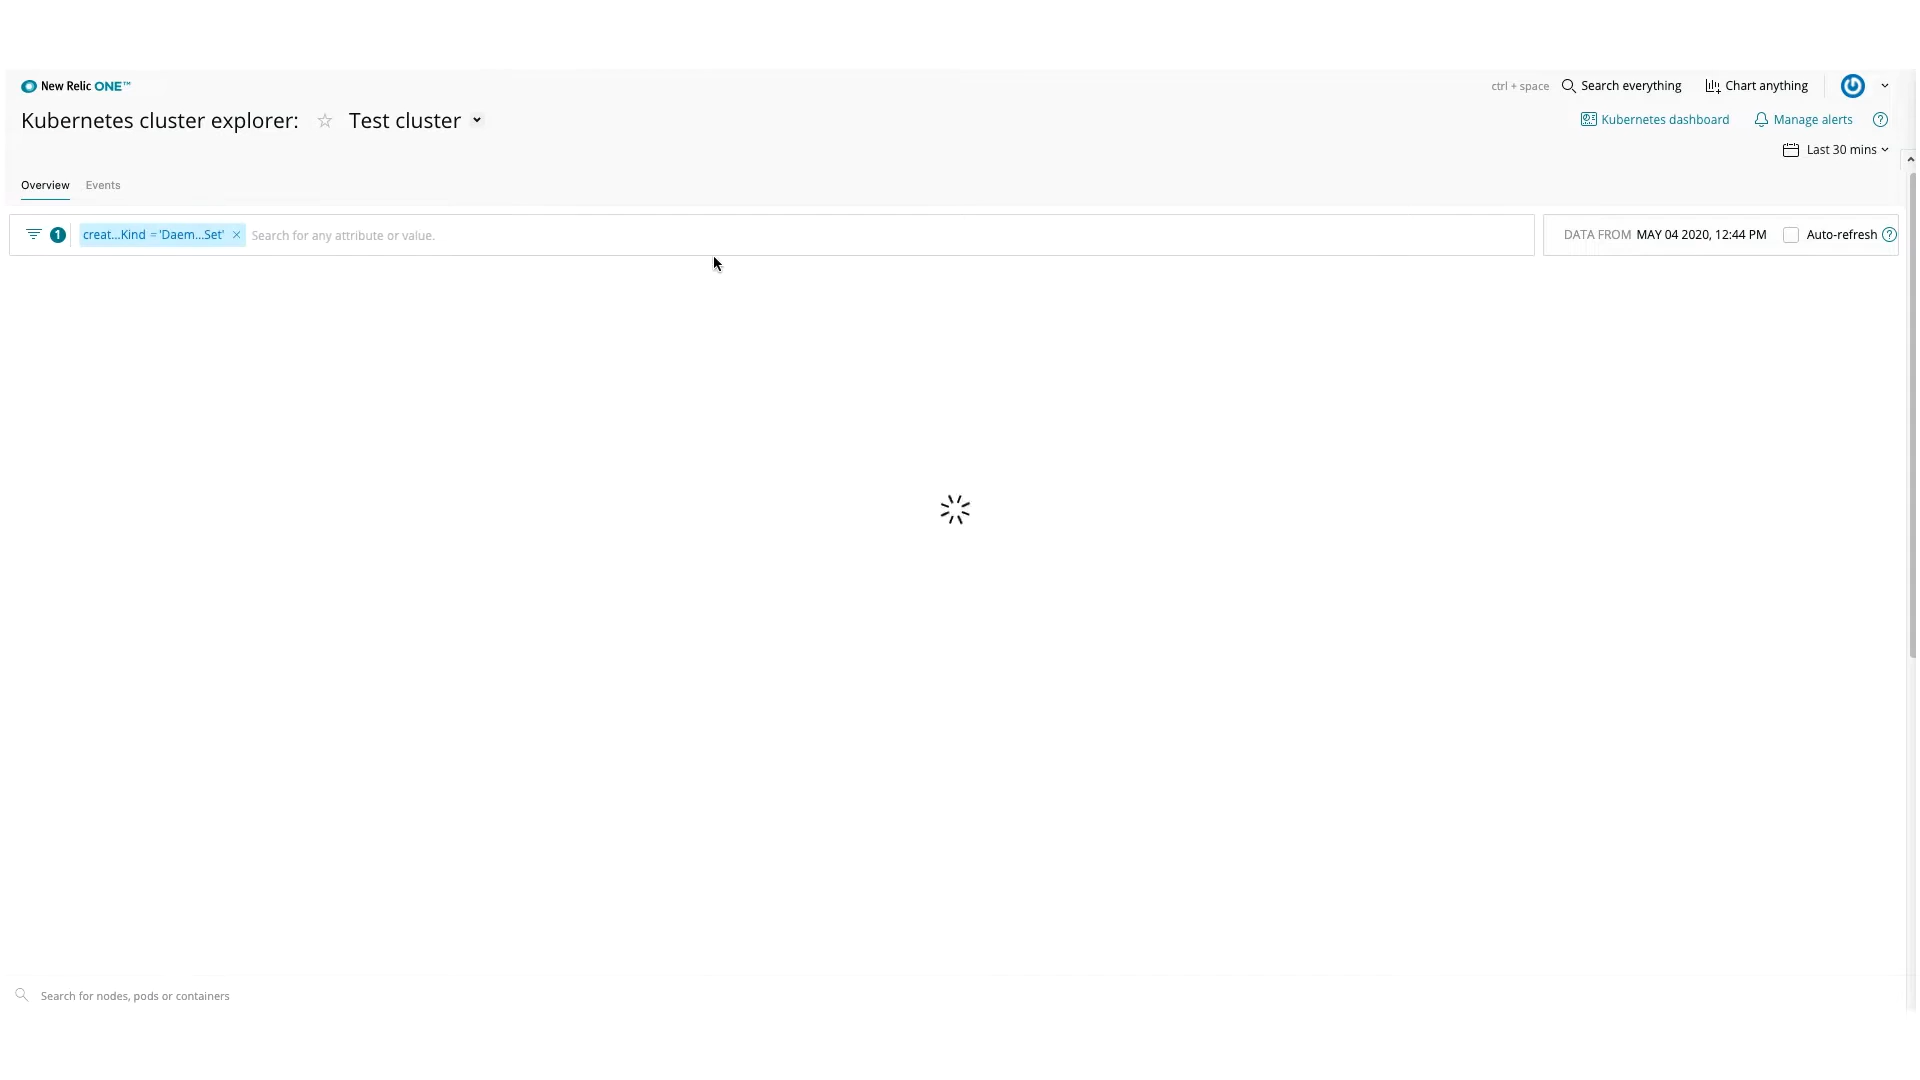 New Relic ONE™
ctrl + space Search everything Chart anything
Kubernetes cluster explorer: Test cluster
Kubernetes dashboard Manage alerts ?
Last 30 mins
Overview Events
1 creat...Kind = 'Daem...Set' × Search for any attribute or value.
DATA FROM MAY 04 2020, 12:44 PM Auto-refresh ?
Search for nodes, pods or containers